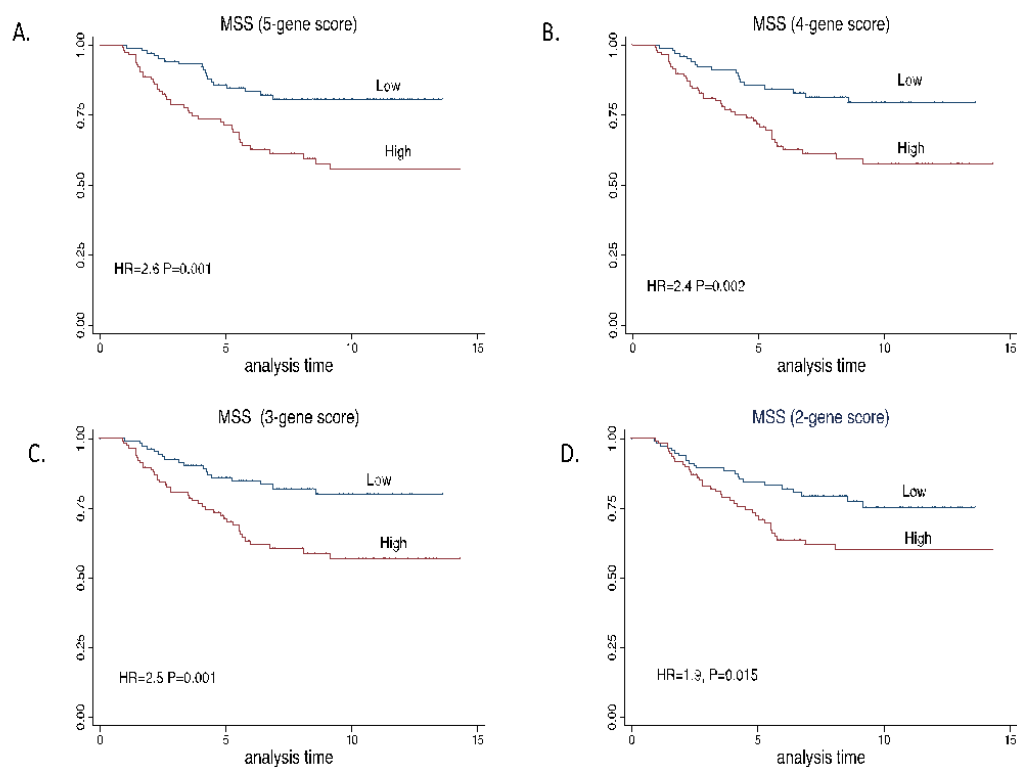 A.
MSS (5-gene score)
1.00
0.75
0.50
0.25
0.00
Low
High
HR=2.6 P=0.001
0 5 10 15
analysis time
B.
MSS (4-gene score)
1.00
0.75
0.50
0.25
0.00
Low
High
HR=2.4 P=0.002
0 5 10 15
analysis time
C.
MSS (3-gene score)
1.00
0.75
0.50
0.25
0.00
Low
High
HR=2.5 P=0.001
0 5 10 15
analysis time
D.
MSS (2-gene score)
1.00
0.75
0.50
0.25
0.00
Low
High
HR=1.9, P=0.015
0 5 10 15
analysis time